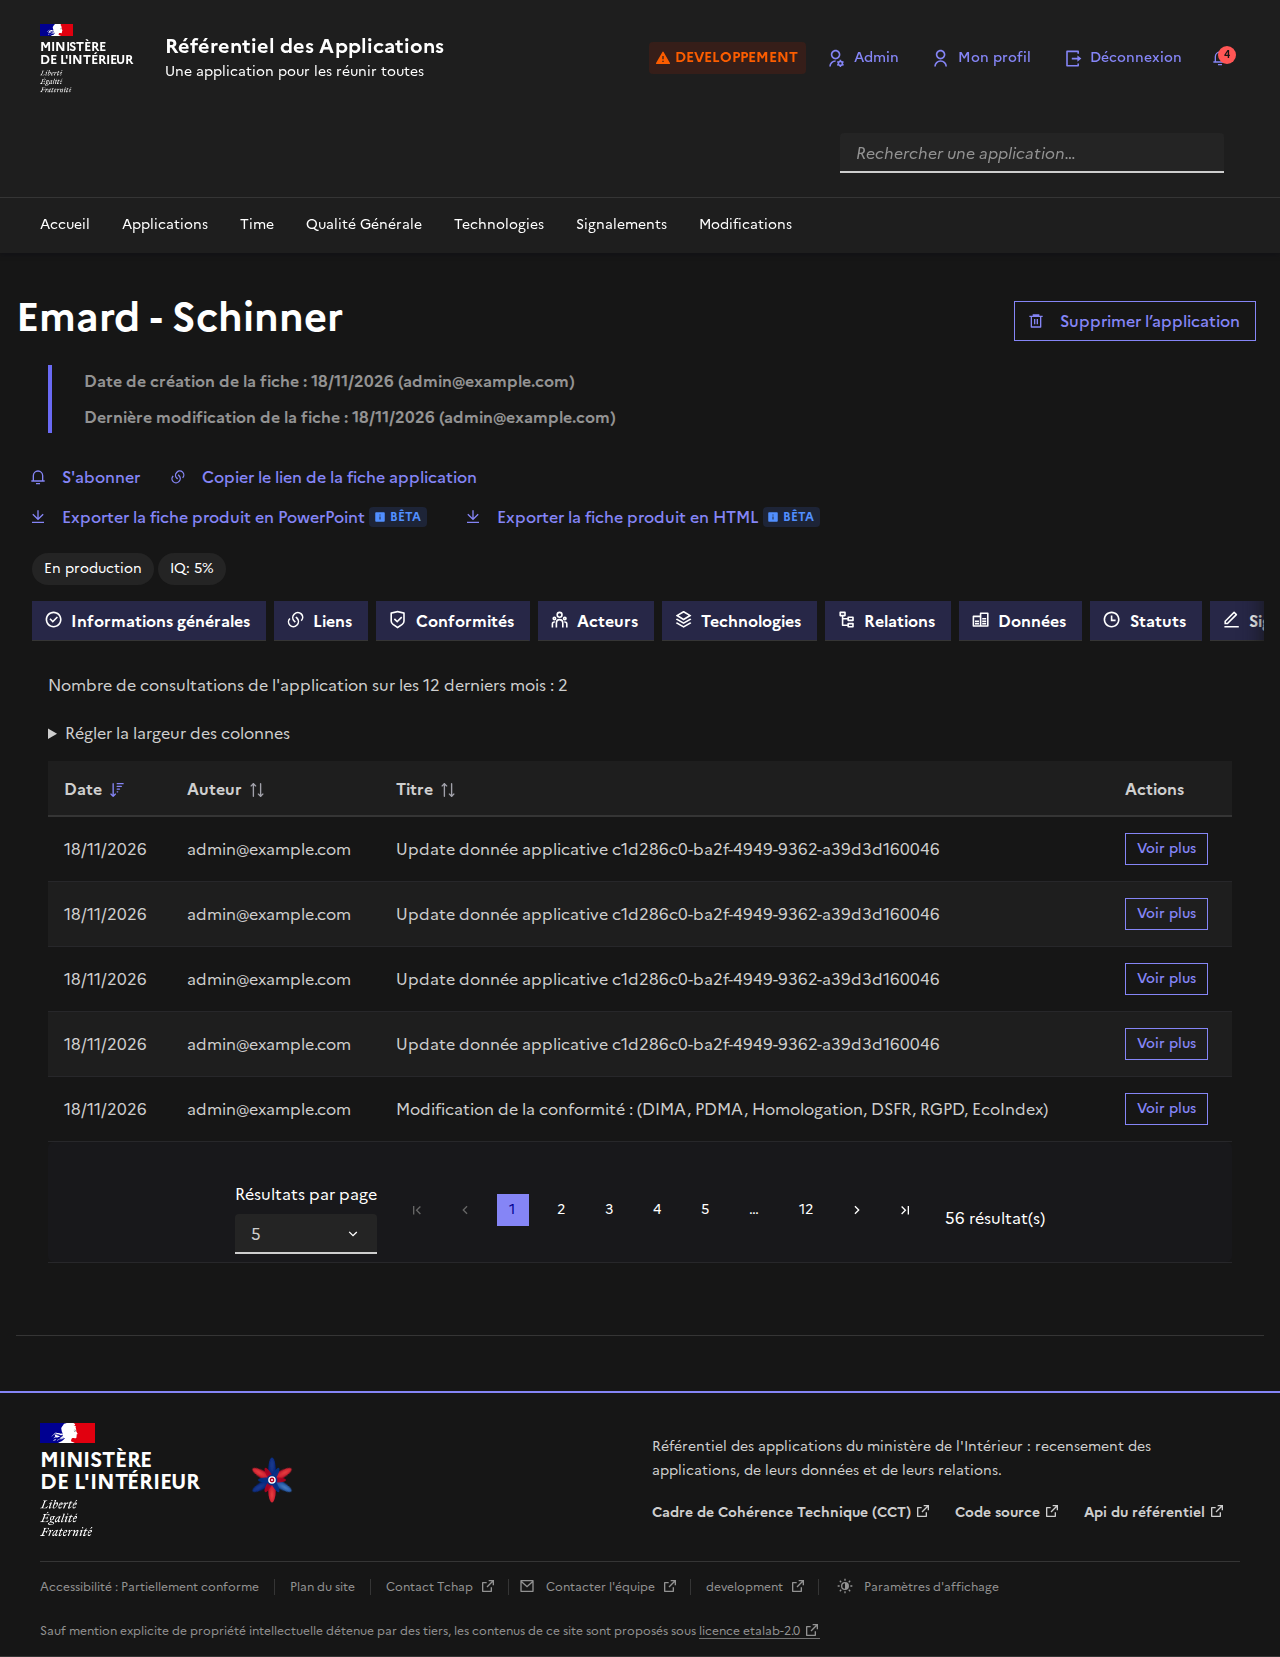 MINISTÈRE
DE L'INTÉRIEUR
Liberté
Égalité
Fraternité
Référentiel des Applications
Une application pour les réunir toutes
DEVELOPPEMENT
Admin
Mon profil
Déconnexion
4
Rechercher une application...
Accueil Applications Time Qualité Générale Technologies Signalements Modifications
Emard - Schinner
Supprimer l’application
Date de création de la fiche : 18/11/2026 (admin@example.com)
Dernière modification de la fiche : 18/11/2026 (admin@example.com)
S'abonner Copier le lien de la fiche application
Exporter la fiche produit en PowerPoint BÊTA Exporter la fiche produit en HTML BÊTA
En production IQ: 5%
Informations générales Liens Conformités Acteurs Technologies Relations Données Statuts
Nombre de consultations de l'application sur les 12 derniers mois : 2
Régler la largeur des colonnes
Date Auteur Titre Actions
18/11/2026 admin@example.com Update donnée applicative c1d286c0-ba2f-4949-9362-a39d3d160046 Voir plus
18/11/2026 admin@example.com Update donnée applicative c1d286c0-ba2f-4949-9362-a39d3d160046 Voir plus
18/11/2026 admin@example.com Update donnée applicative c1d286c0-ba2f-4949-9362-a39d3d160046 Voir plus
18/11/2026 admin@example.com Update donnée applicative c1d286c0-ba2f-4949-9362-a39d3d160046 Voir plus
18/11/2026 admin@example.com Modification de la conformité : (DIMA, PDMA, Homologation, DSFR, RGPD, EcoIndex) Voir plus
Résultats par page
5
1 2 3 4 5 … 12
56 résultat(s)
MINISTÈRE
DE L'INTÉRIEUR
Liberté
Égalité
Fraternité
Référentiel des applications du ministère de l'Intérieur : recensement des
applications, de leurs données et de leurs relations.
Cadre de Cohérence Technique (CCT) Code source Api du référentiel
Accessibilité : Partiellement conforme Plan du site Contact Tchap Contacter l'équipe development Paramètres d'affichage
Sauf mention explicite de propriété intellectuelle détenue par des tiers, les contenus de ce site sont proposés sous licence etalab-2.0